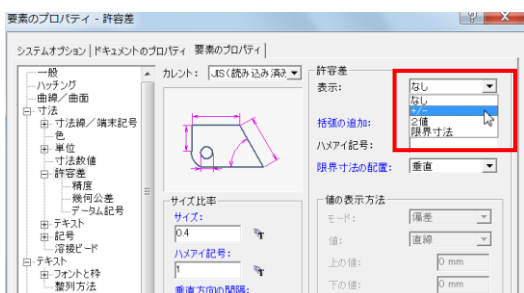 要素のプロパティ - 許容差
システムオプション ドキュメントのプロパティ 要素のプロパティ
一般
ハッチング
曲線／曲面
寸法
寸法線／端末記号
色
単位
寸法数値
許容差
精度
幾何公差
データム記号
テキスト
記号
溶接ビード
テキスト
フォントと枠
整列方法
カレント: JIS(読み込み済み
サイズ比率
サイズ:
0.4
ハメアイ記号:
1
垂直方向の間隔:
許容差
表示: なし
なし
+/-
2値
限界寸法
括弧の追加:
ハメアイ記号:
限界寸法の配置: 垂直
値の表示方法
モード: 偏差
値: 直線
上の値: 0 mm
下の値: 0 mm